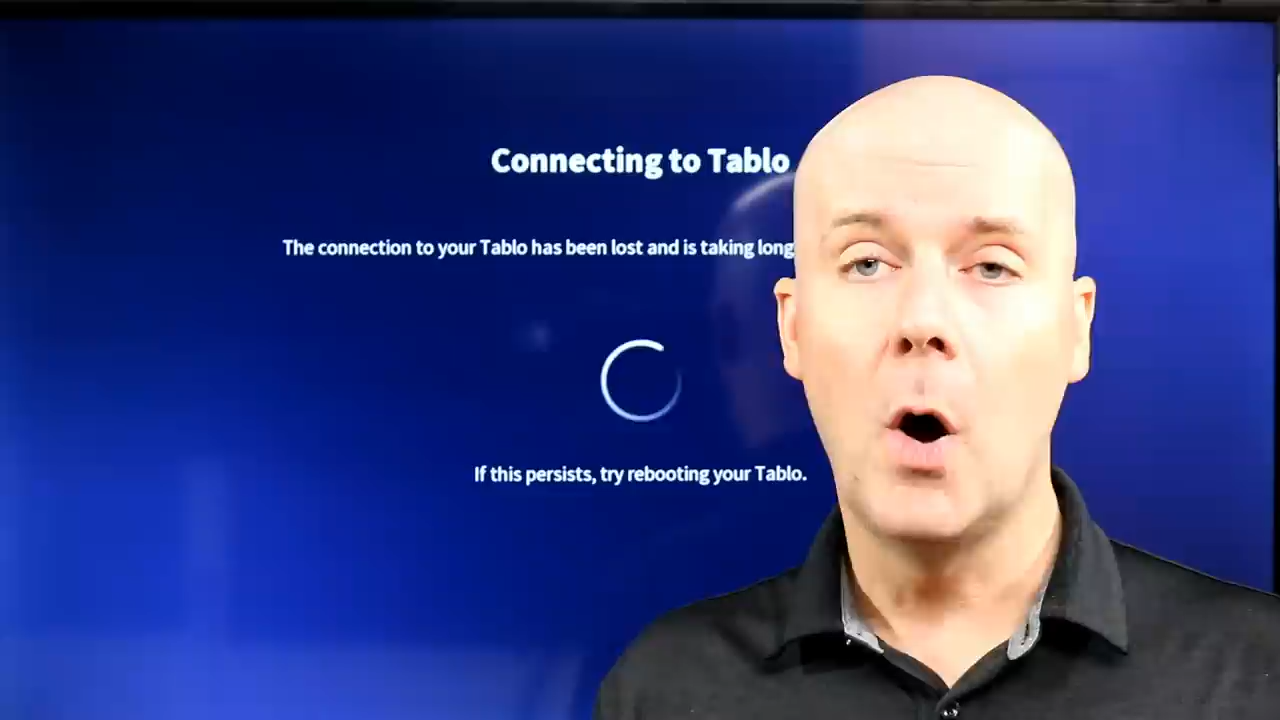 Connecting to Tablo
The connection to your Tablo has been lost and is taking long
If this persists, try rebooting your Tablo.